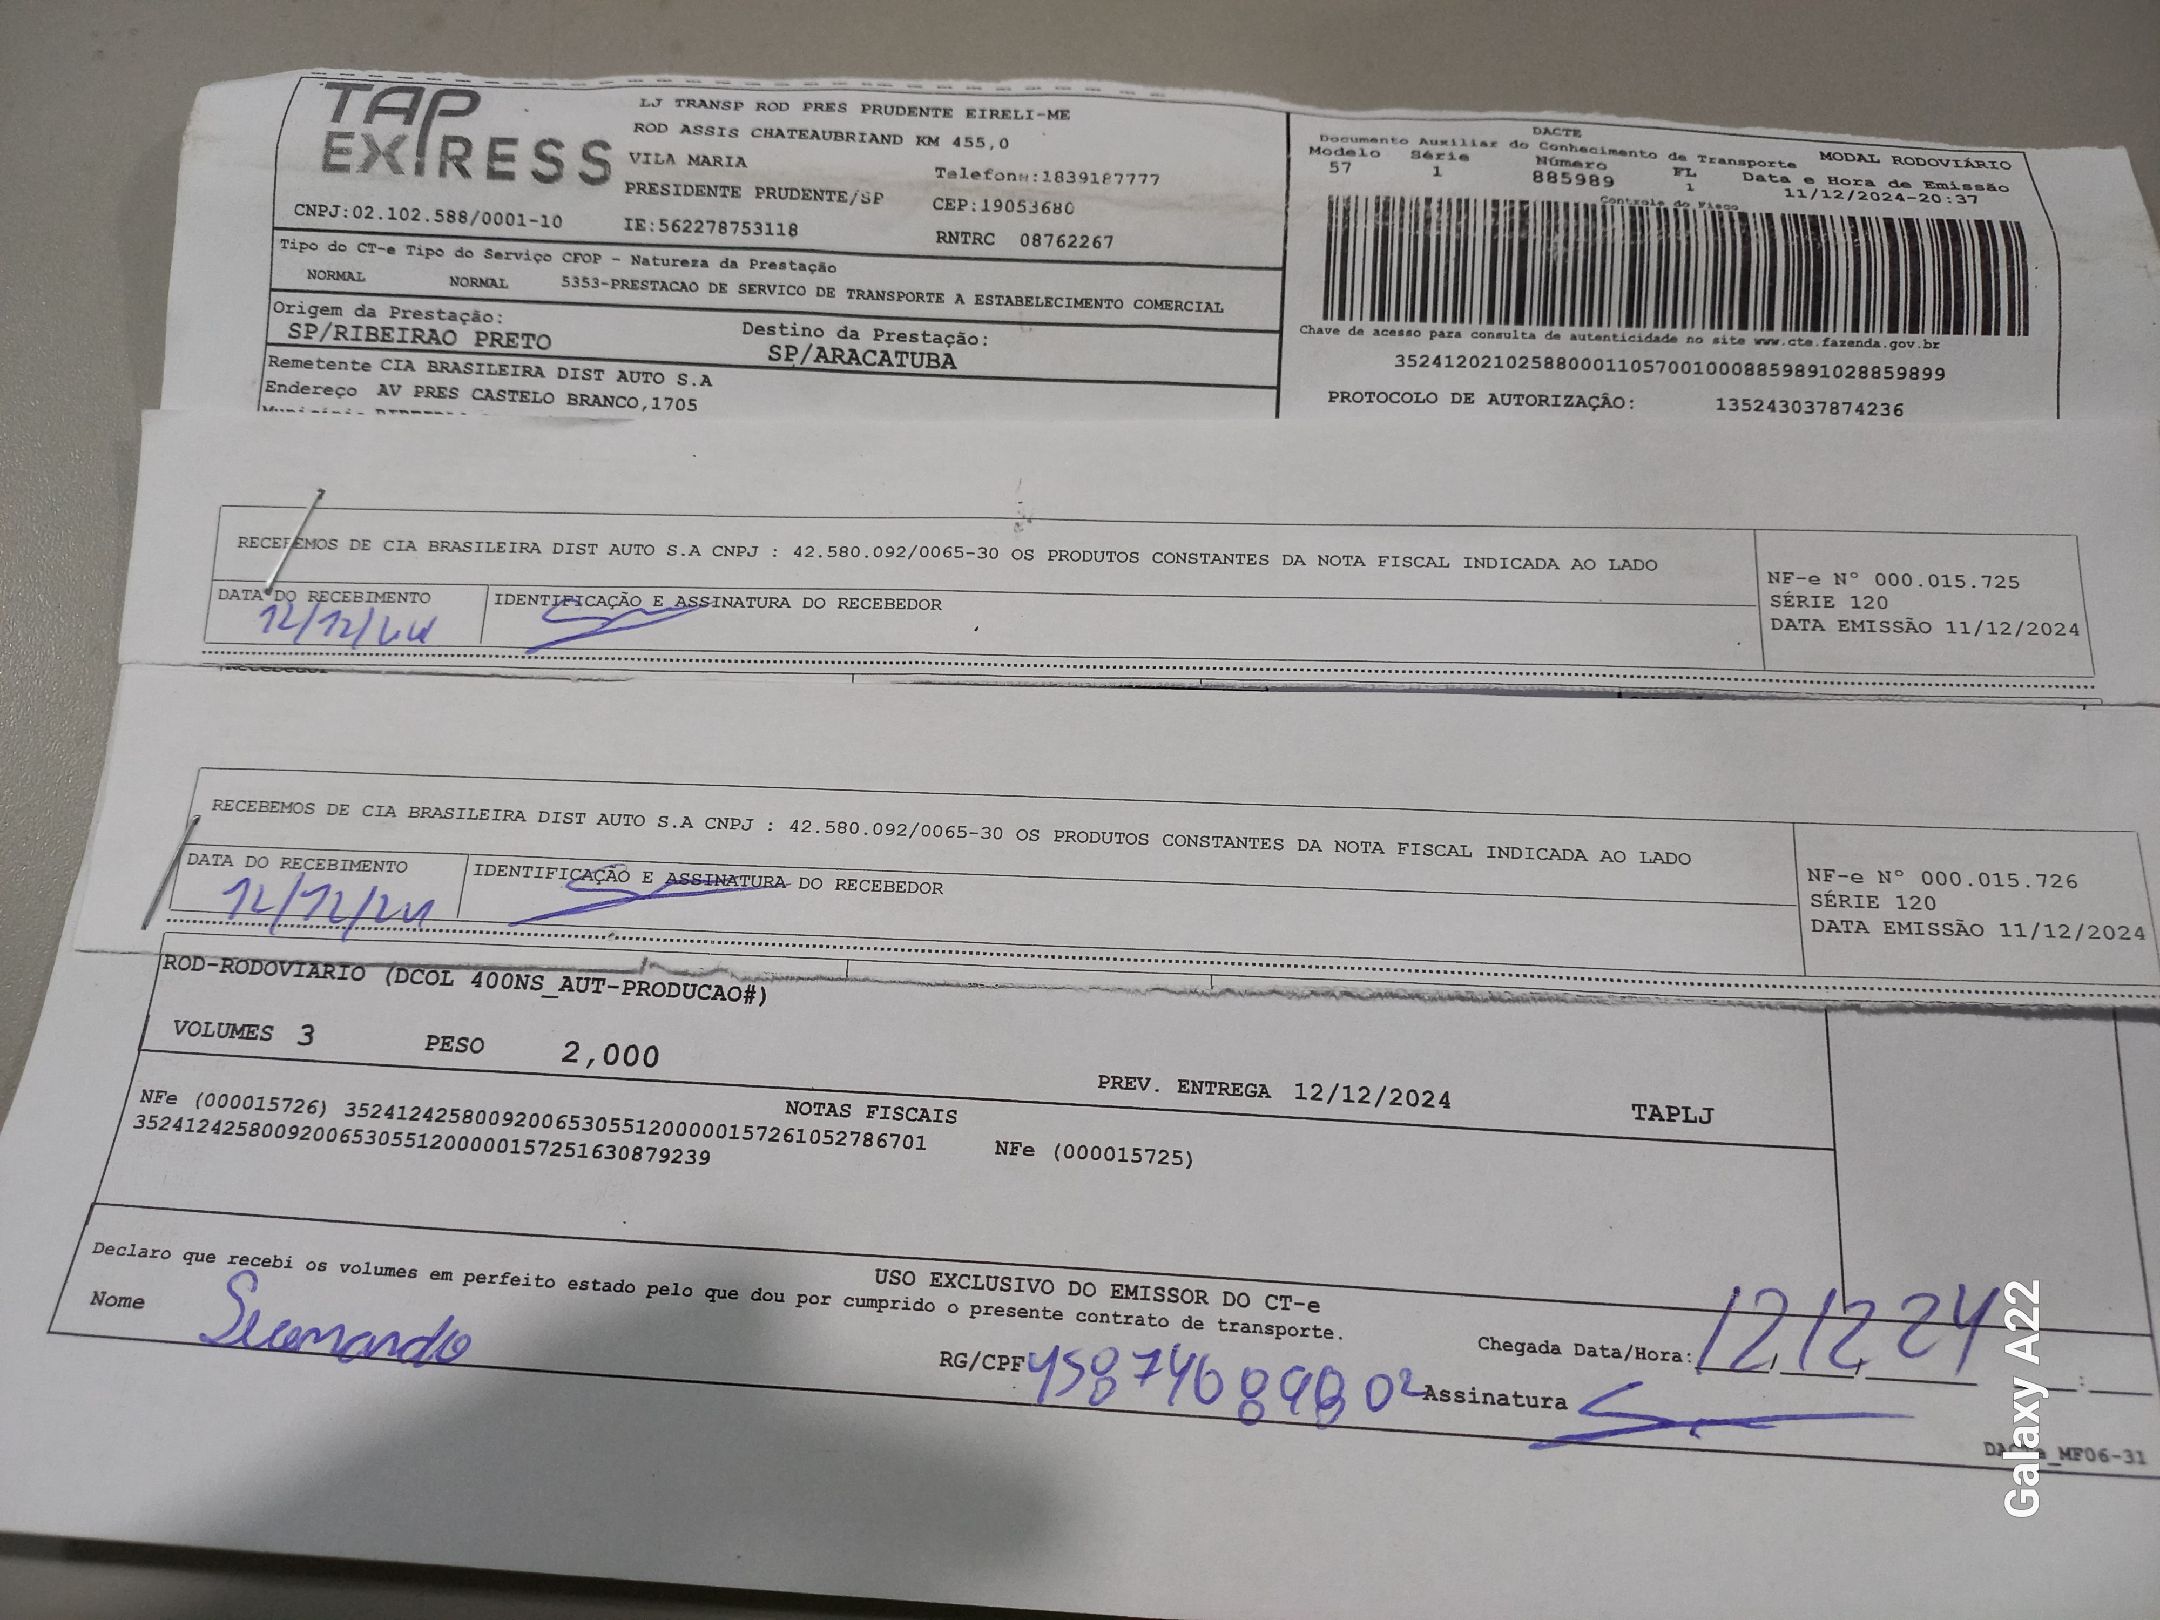 TAP EXPRESS
LJ TRANSP ROD PRES PRUDENTE EIRELI-ME
ROD ASSIS CHATEAUBRIAND KM 455,0
VILA MARIA
Telefone:1839187777
PRESIDENTE PRUDENTE/SP
CEP:19053680
CNPJ:02.102.588/0001-10
IE:562278753118
RNTRC 08762267
Tipo do CT-e Tipo do Serviço CFOP - Natureza da Prestação
NORMAL NORMAL 5353-PRESTACAO DE SERVICO DE TRANSPORTE A ESTABELECIMENTO COMERCIAL
Origem da Prestação:
SP/RIBEIRAO PRETO
Destino da Prestação:
SP/ARACATUBA
Remetente CIA BRASILEIRA DIST AUTO S.A
Endereço AV PRES CASTELO BRANCO,1705
DACTE
Documento Auxiliar do Conhecimento de Transporte MODAL RODOVIÁRIO
Modelo Série Número FL Data e Hora de Emissão
57 1 885989 1 11/12/2024-20:37
Controle do Fisco
Chave de acesso para consulta de autenticidade no site www.cte.fazenda.gov.br
35241202102588000110570010008859891028859899
PROTOCOLO DE AUTORIZAÇÃO: 135243037874236
RECEBEMOS DE CIA BRASILEIRA DIST AUTO S.A CNPJ : 42.580.092/0065-30 OS PRODUTOS CONSTANTES DA NOTA FISCAL INDICADA AO LADO
DATA DO RECEBIMENTO
12/12/24
IDENTIFICAÇÃO E ASSINATURA DO RECEBEDOR
NF-e N° 000.015.725
SÉRIE 120
DATA EMISSÃO 11/12/2024
RECEBEMOS DE CIA BRASILEIRA DIST AUTO S.A CNPJ : 42.580.092/0065-30 OS PRODUTOS CONSTANTES DA NOTA FISCAL INDICADA AO LADO
DATA DO RECEBIMENTO
12/12/24
IDENTIFICAÇÃO E ASSINATURA DO RECEBEDOR
NF-e N° 000.015.726
SÉRIE 120
DATA EMISSÃO 11/12/2024
ROD-RODOVIARIO (DCOL 400NS_AUT-PRODUCAO#)
VOLUMES 3 PESO 2,000
PREV. ENTREGA 12/12/2024 TAPLJ
NOTAS FISCAIS
NFe (000015726) 35241242580092006530551200000157261052786701 NFe (000015725)
35241242580092006530551200000157251630879239
USO EXCLUSIVO DO EMISSOR DO CT-e
Declaro que recebi os volumes em perfeito estado pelo que dou por cumprido o presente contrato de transporte.
Nome
RG/CPF 45874689802
Chegada Data/Hora: 12 12 24 :
Assinatura
MF06-31
Galaxy A22